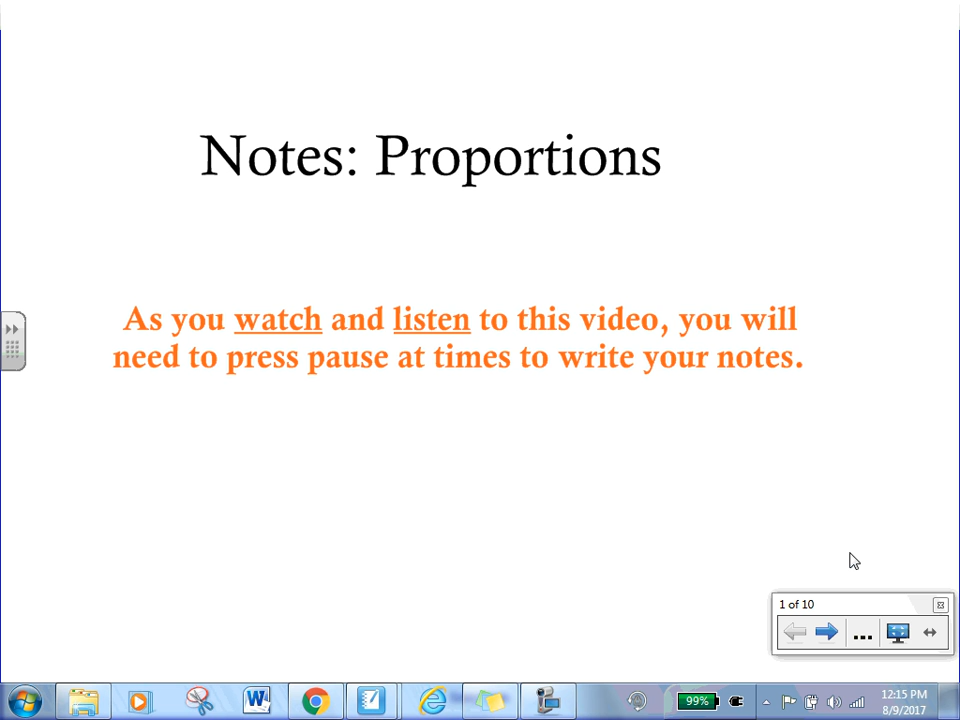 Notes: Proportions
As you watch and listen to this video, you will
need to press pause at times to write your notes.
1 of 10
...
99%
12:15 PM
8/9/2017